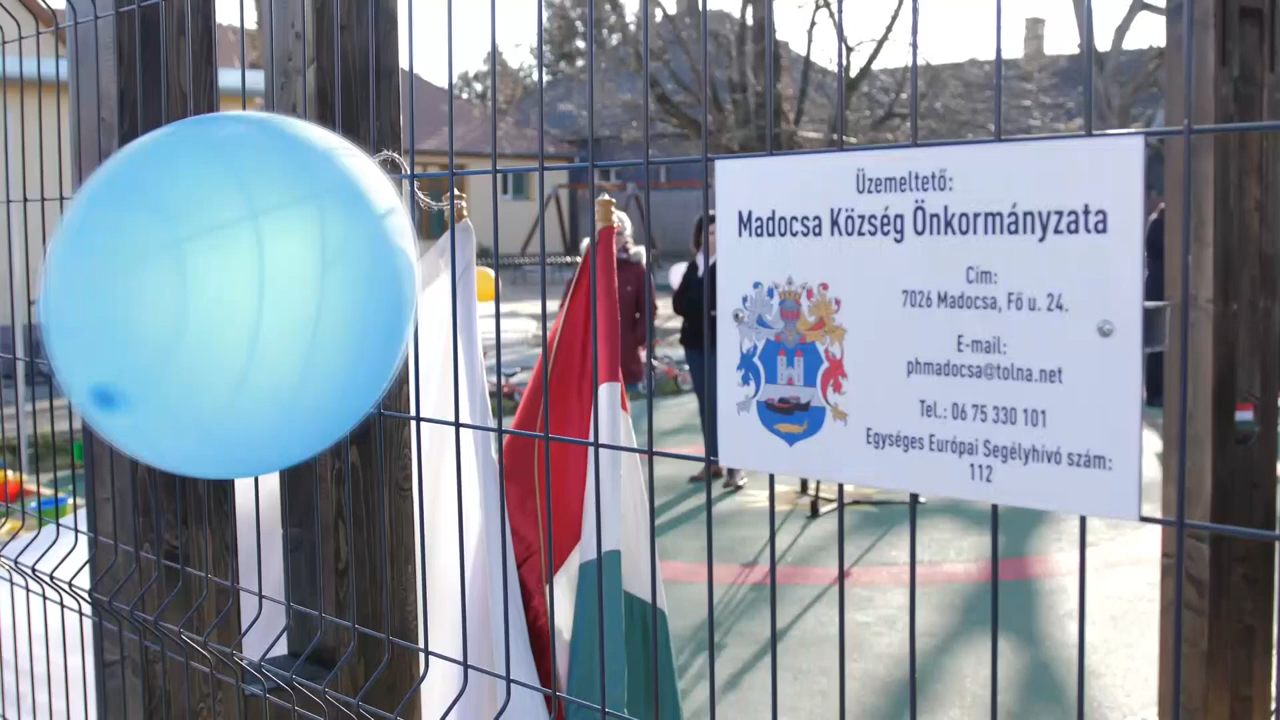 Üzemeltető:
Madocsa Község Önkormányzata
Cím:
7026 Madocsa, Fő u. 24.
E-mail:
phmadocsa@tolna.net
Tel.: 06 75 330 101
Egységes Európai Segélyhívó szám:
112